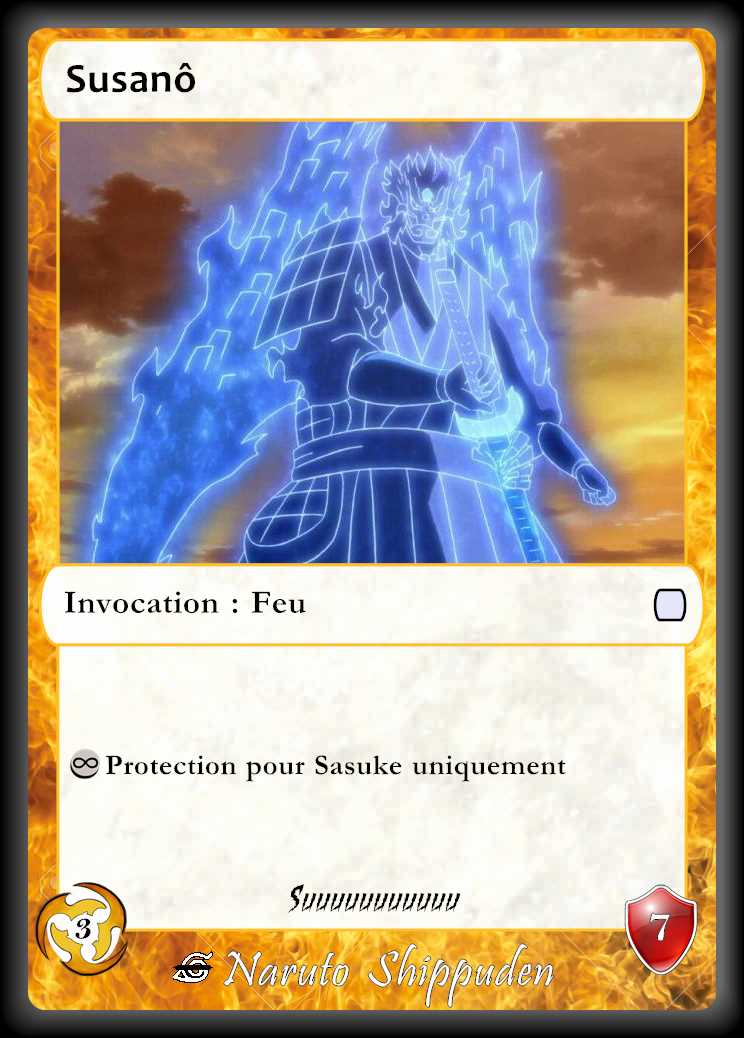 Susanô
Invocation : Feu
∞ Protection pour Sasuke uniquement
Suuuuuuuuuuu
3
7
Naruto Shippuden